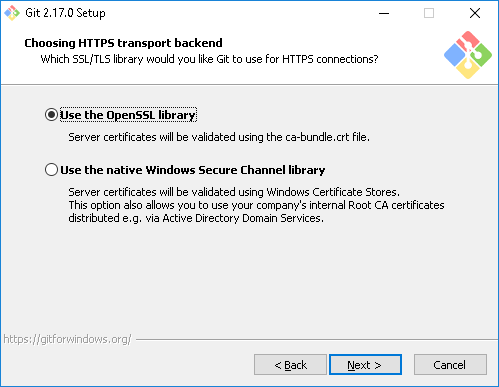 Git 2.17.0 Setup
Choosing HTTPS transport backend
Which SSL/TLS library would you like Git to use for HTTPS connections?
Use the OpenSSL library
Server certificates will be validated using the ca-bundle.crt file.
Use the native Windows Secure Channel library
Server certificates will be validated using Windows Certificate Stores.
This option also allows you to use your company's internal Root CA certificates
distributed e.g. via Active Directory Domain Services.
https://gitforwindows.org/
< Back
Next >
Cancel